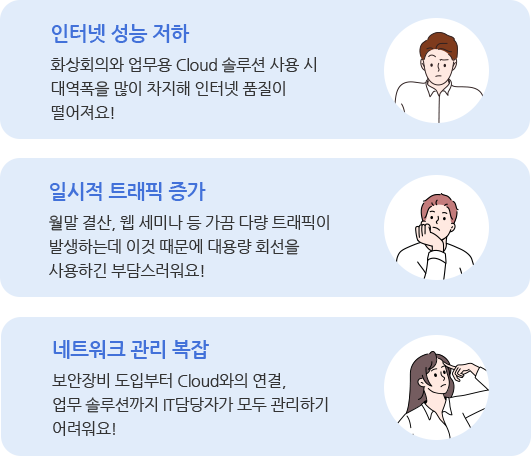 인터넷 성능 저하
화상회의와 업무용 Cloud 솔루션 사용 시
대역폭을 많이 차지해 인터넷 품질이
떨어져요!
일시적 트래픽 증가
월말 결산, 웹 세미나 등 가끔 다량 트래픽이
발생하는데 이것 때문에 대용량 회선을
사용하긴 부담스러워요!
네트워크 관리 복잡
보안장비 도입부터 Cloud와의 연결,
업무 솔루션까지 IT담당자가 모두 관리하기
어려워요!